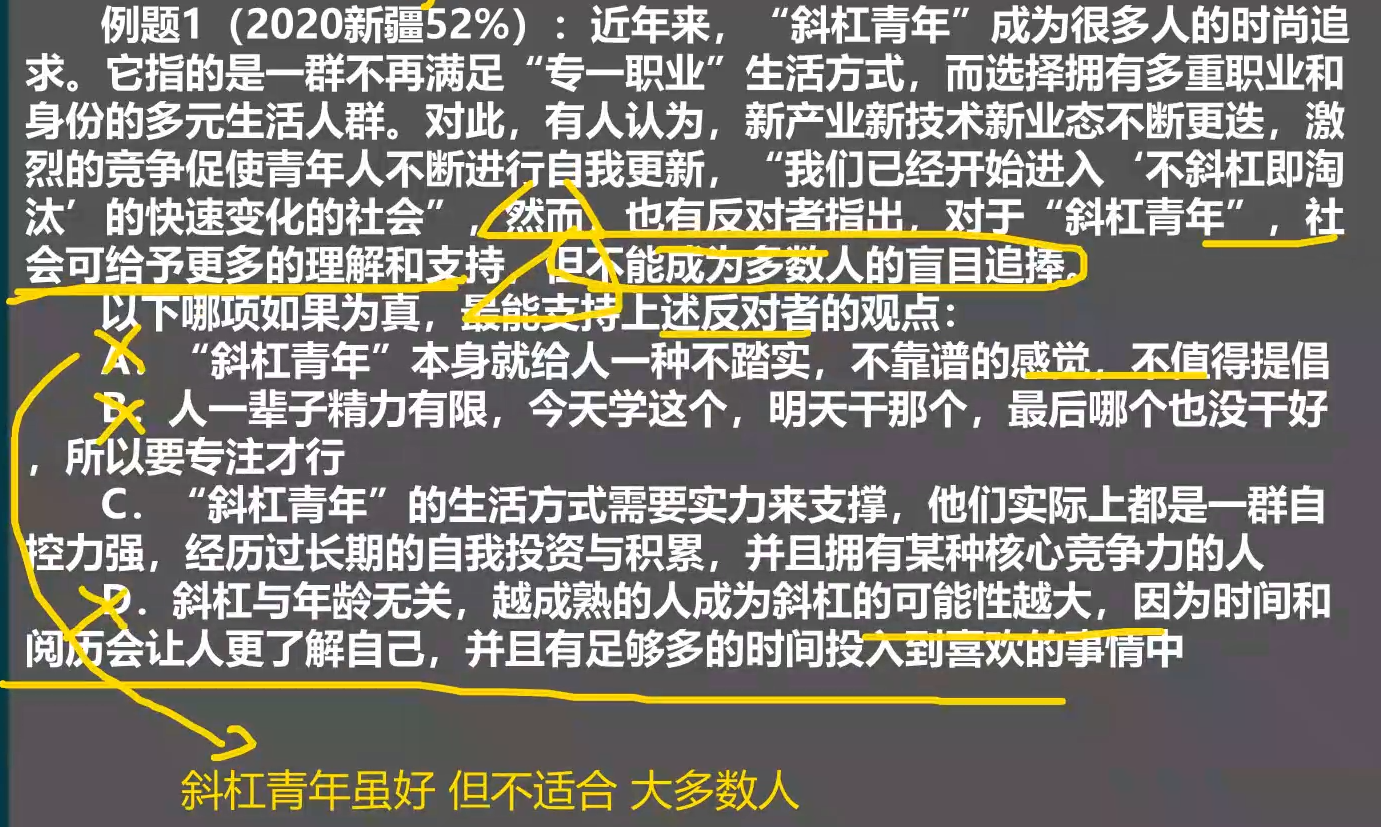 例题1（2020新疆52%）：近年来，“斜杠青年”成为很多人的时尚追
求。它指的是一群不再满足“专一职业”生活方式，而选择拥有多重职业和
身份的多元生活人群。对此，有人认为，新产业新技术新业态不断更迭，激
烈的竞争促使青年人不断进行自我更新，“我们已经开始进入‘不斜杠即淘
汰’的快速变化的社会”，然而，也有反对者指出，对于“斜杠青年”，社
会可给予更多的理解和支持，但不能成为多数人的盲目追捧。
以下哪项如果为真，最能支持上述反对者的观点：
A．“斜杠青年”本身就给人一种不踏实，不靠谱的感觉，不值得提倡
B．人一辈子精力有限，今天学这个，明天干那个，最后哪个也没干好
，所以要专注才行
C．“斜杠青年”的生活方式需要实力来支撑，他们实际上都是一群自
控力强，经历过长期的自我投资与积累，并且拥有某种核心竞争力的人
D．斜杠与年龄无关，越成熟的人成为斜杠的可能性越大，因为时间和
阅历会让人更了解自己，并且有足够多的时间投入到喜欢的事情中
斜杠青年虽好 但不适合 大多数人